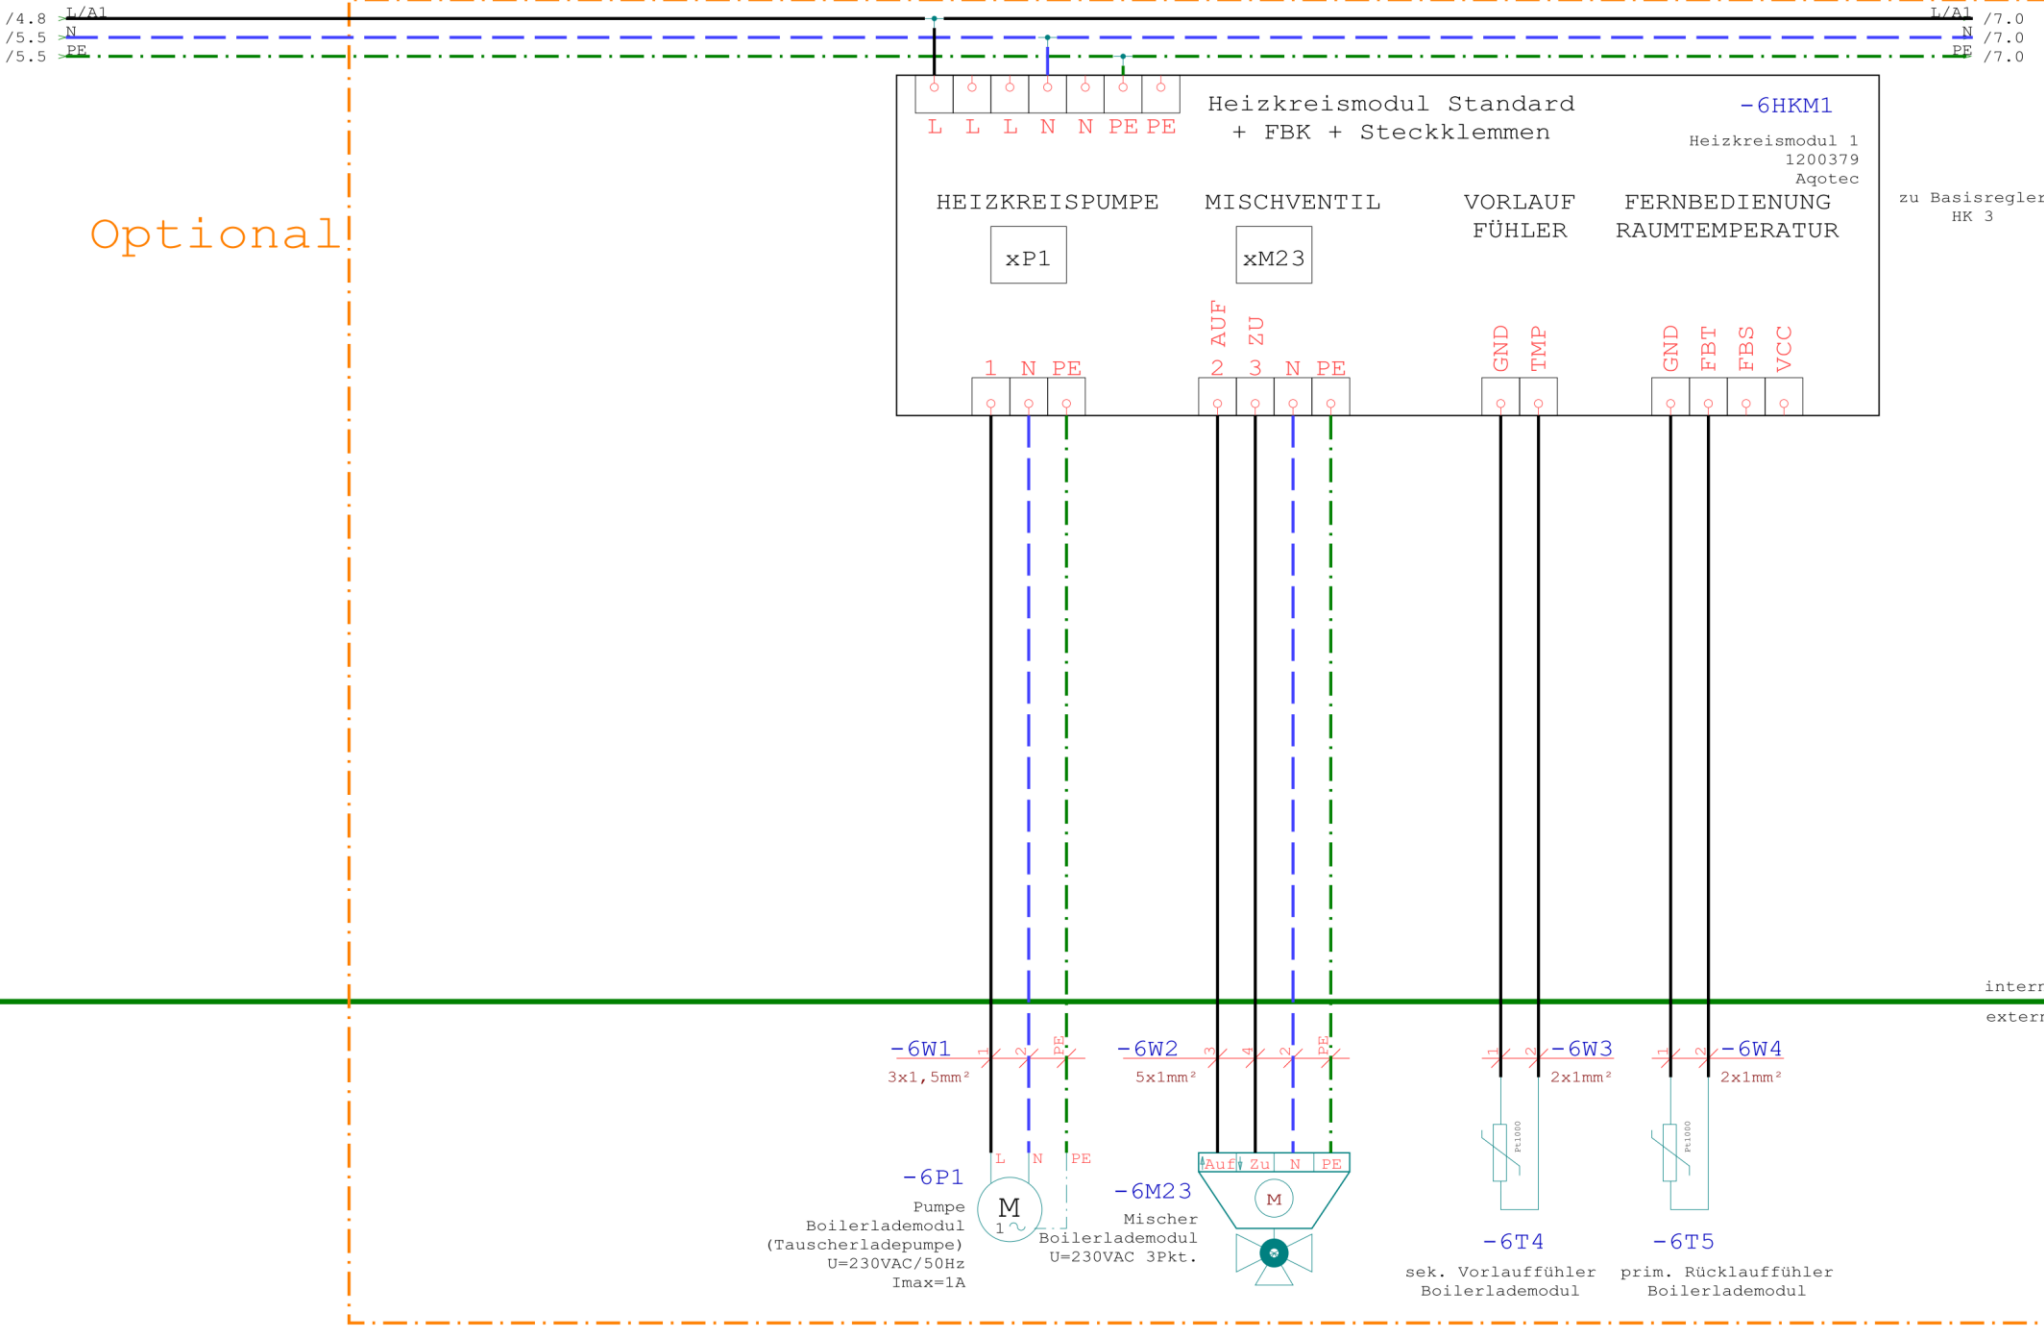 /4.8 L/A1
/5.5 N
/5.5 PE
L/A1 /7.0
N /7.0
PE /7.0
L L L N N PE PE
Heizkreismodul Standard
+ FBK + Steckklemmen
-6HKM1
Heizkreismodul 1
1200379
Aqotec
zu Basisregler
HK 3
Optional
HEIZKREISPUMPE
xP1
MISCHVENTIL
xM23
VORLAUF
FÜHLER
FERNBEDIENUNG
RAUMTEMPERATUR
1 N PE
AUF ZU
2 3 N PE
GND TMP
GND FBT FBS VCC
intern
extern
-6W1 1 2 PE
3x1,5mm²
-6W2 3 4 2 PE
5x1mm²
1 2 -6W3
2x1mm²
1 2 -6W4
2x1mm²
L N PE
-6P1
M
1
Pumpe
Boilerlademodul
(Tauscherladepumpe)
U=230VAC/50Hz
Imax=1A
Auf Zu N PE
-6M23
M
Mischer
Boilerlademodul
U=230VAC 3Pkt.
Pt1000
-6T4
sek. Vorlauffühler
Boilerlademodul
Pt1000
-6T5
prim. Rücklauffühler
Boilerlademodul